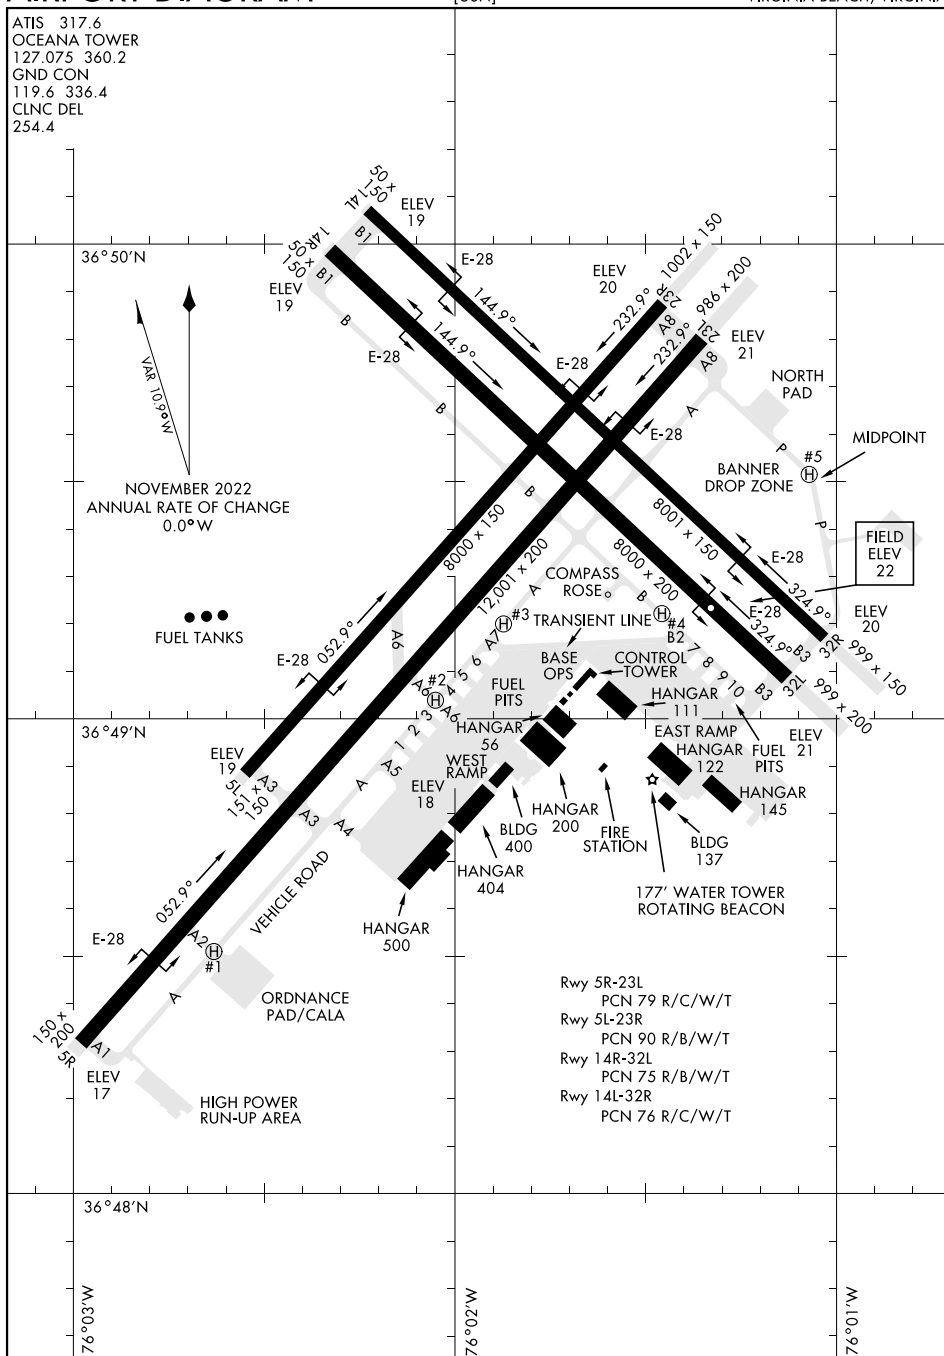 AIRPORT DIAGRAM
[USN]
VIRGINIA BEACH, VIRGINIA
ATIS 317.6
OCEANA TOWER
127.075 360.2
GND CON
119.6 336.4
CLNC DEL
254.4
50 x
150
14L
ELEV
19
B1
36°50'N
14R
50 x
150
B1
ELEV
19
E-28
144.9°
ELEV
20
1002 x 150
23R
A8
232.9°
986 x 200
23L
A8
232.9°
ELEV
21
B
144.9°
E-28
E-28
VAR 10.9°W
NORTH
PAD
B
A
E-28
P
MIDPOINT
#5
H
BANNER
DROP ZONE
NOVEMBER 2022
ANNUAL RATE OF CHANGE
0.0°W
B
8000 x 150
12,001 x 200
8001 x 150
8000 x 200
P
FIELD
ELEV
22
E-28
324.9°
COMPASS
ROSE
A
B
E-28
324.9°
ELEV
20
FUEL TANKS
052.9°
E-28
A6
#3
H
A7
TRANSIENT LINE
H
#4
B2
B3
32R
999 x 150
7
8
9
10
B3
32L
999 x 200
BASE
OPS
CONTROL
TOWER
#2
H
A6
A6
1
2
3
4
5
6
FUEL
PITS
HANGAR
111
36°49'N
HANGAR
56
EAST RAMP
HANGAR
122
FUEL
PITS
ELEV
21
ELEV
19
5L
151 x
150
A3
A
A5
ELEV
18
WEST
RAMP
HANGAR
145
A3
A4
BLDG
400
HANGAR
200
FIRE
STATION
BLDG
137
VEHICLE ROAD
HANGAR
404
177' WATER TOWER
ROTATING BEACON
052.9°
HANGAR
500
E-28
A2
H
#1
A
ORDNANCE
PAD/CALA
Rwy 5R-23L
PCN 79 R/C/W/T
Rwy 5L-23R
PCN 90 R/B/W/T
Rwy 14R-32L
PCN 75 R/B/W/T
Rwy 14L-32R
PCN 76 R/C/W/T
150 x
200
5R
A1
ELEV
17
HIGH POWER
RUN-UP AREA
36°48'N
76°03'W
76°02'W
76°01'W